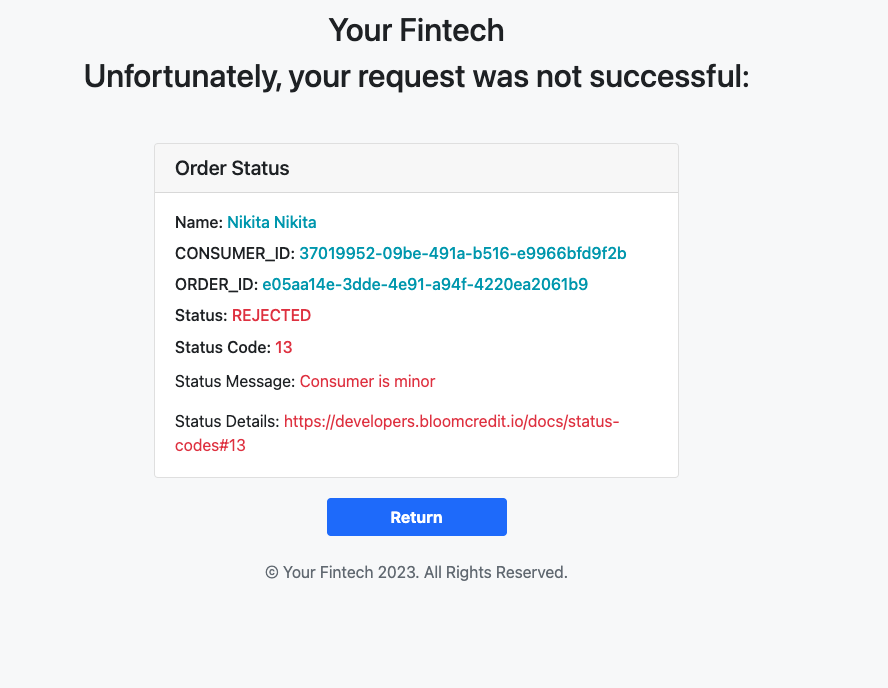 Your Fintech
Unfortunately, your request was not successful:
Order Status
Name: Nikita Nikita
CONSUMER_ID: 37019952-09be-491a-b516-e9966bfd9f2b
ORDER_ID: e05aa14e-3dde-4e91-a94f-4220ea2061b9
Status: REJECTED
Status Code: 13
Status Message: Consumer is minor
Status Details: https://developers.bloomcredit.io/docs/status-
codes#13
Return
© Your Fintech 2023. All Rights Reserved.